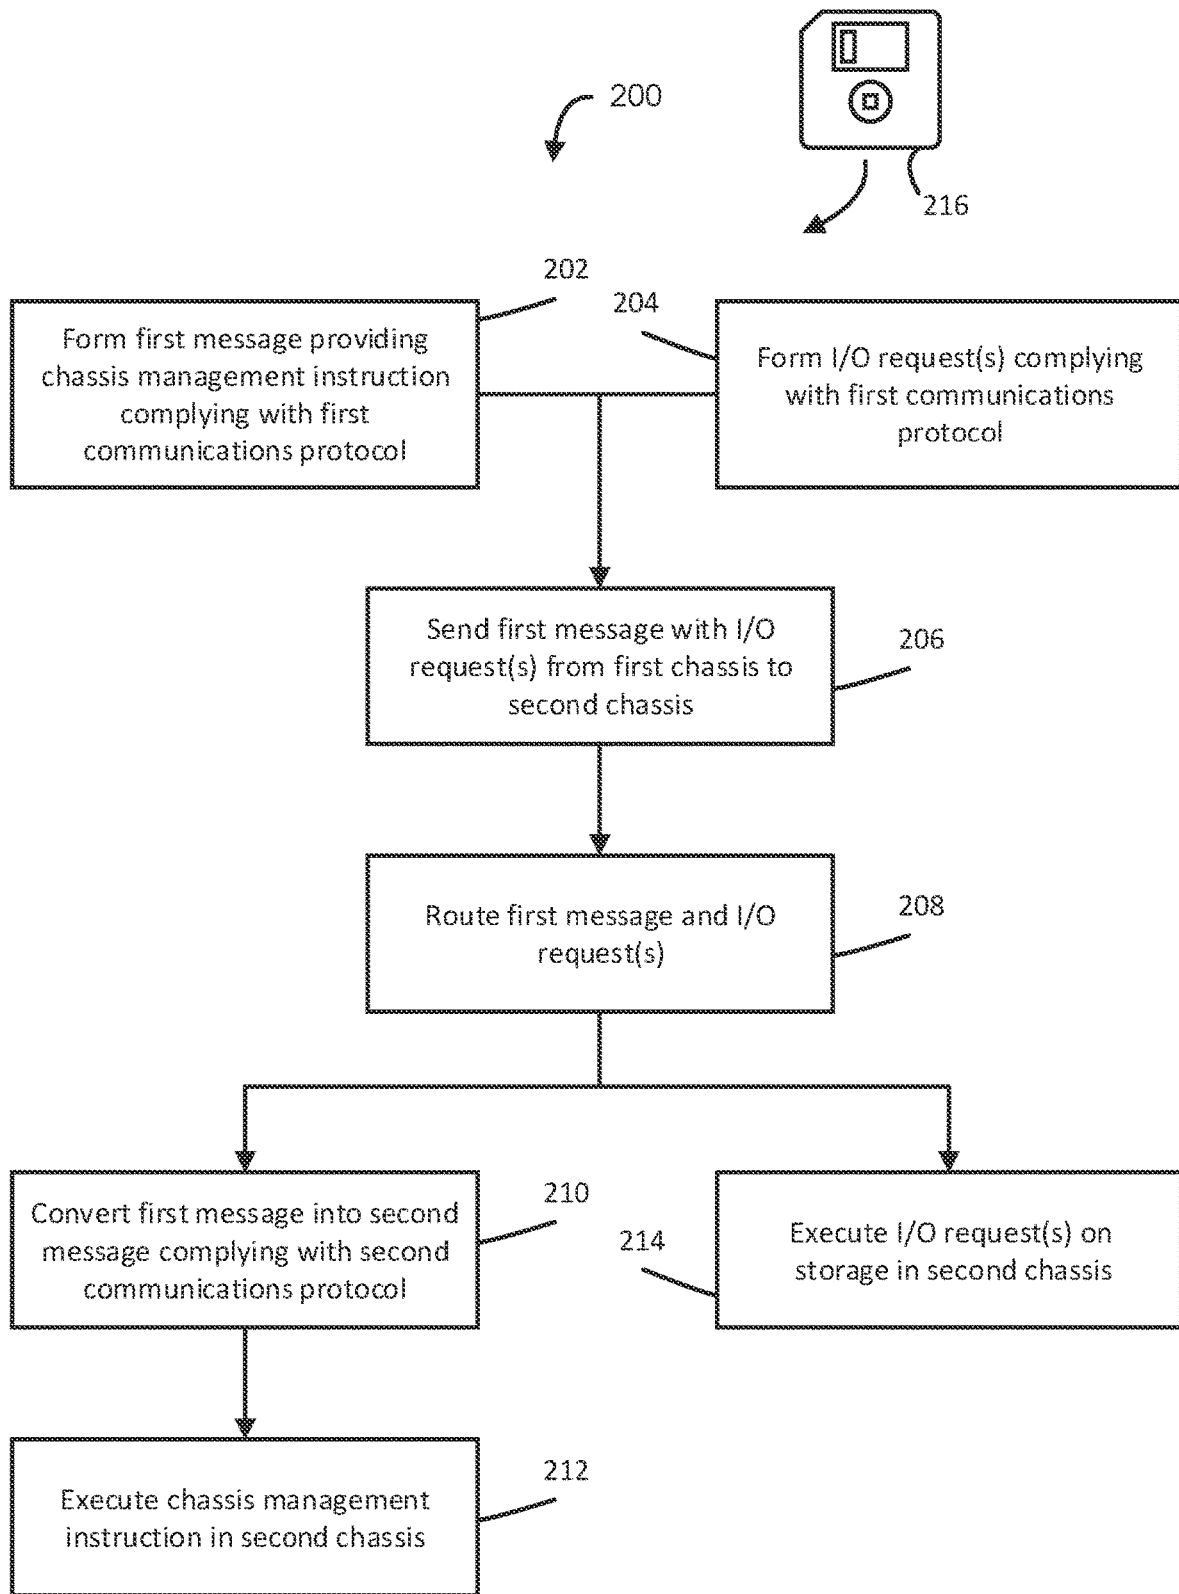 200
216
202
204
Form first message providing
chassis management instruction
complying with first
communications protocol
Form I/O request(s) complying
with first communications
protocol
Send first message with I/O
request(s) from first chassis to
second chassis
206
Route first message and I/O
request(s)
208
Convert first message into second
message complying with second
communications protocol
210
214
Execute I/O request(s) on
storage in second chassis
Execute chassis management
instruction in second chassis
212